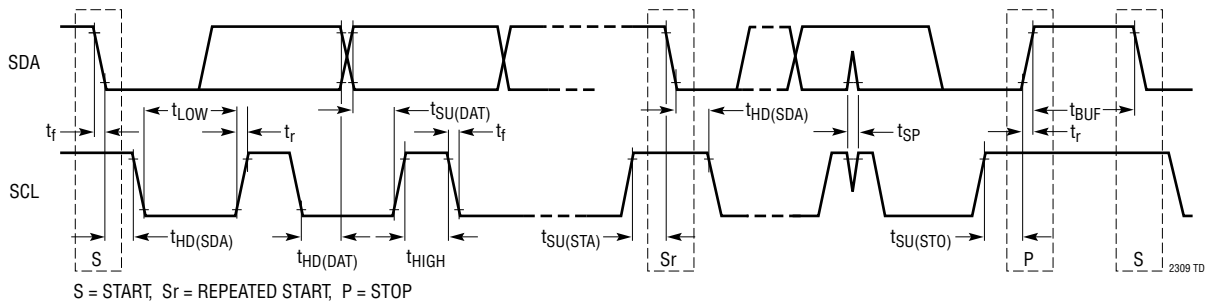 SDA
t_LOW
t_SU(DAT)
t_HD(SDA)
t_BUF
t_f
t_r
t_f
t_SP
t_r
SCL
t_HD(SDA)
t_HD(DAT)
t_HIGH
t_SU(STA)
t_SU(STO)
S
Sr
P
S
2309 TD
S = START, Sr = REPEATED START, P = STOP